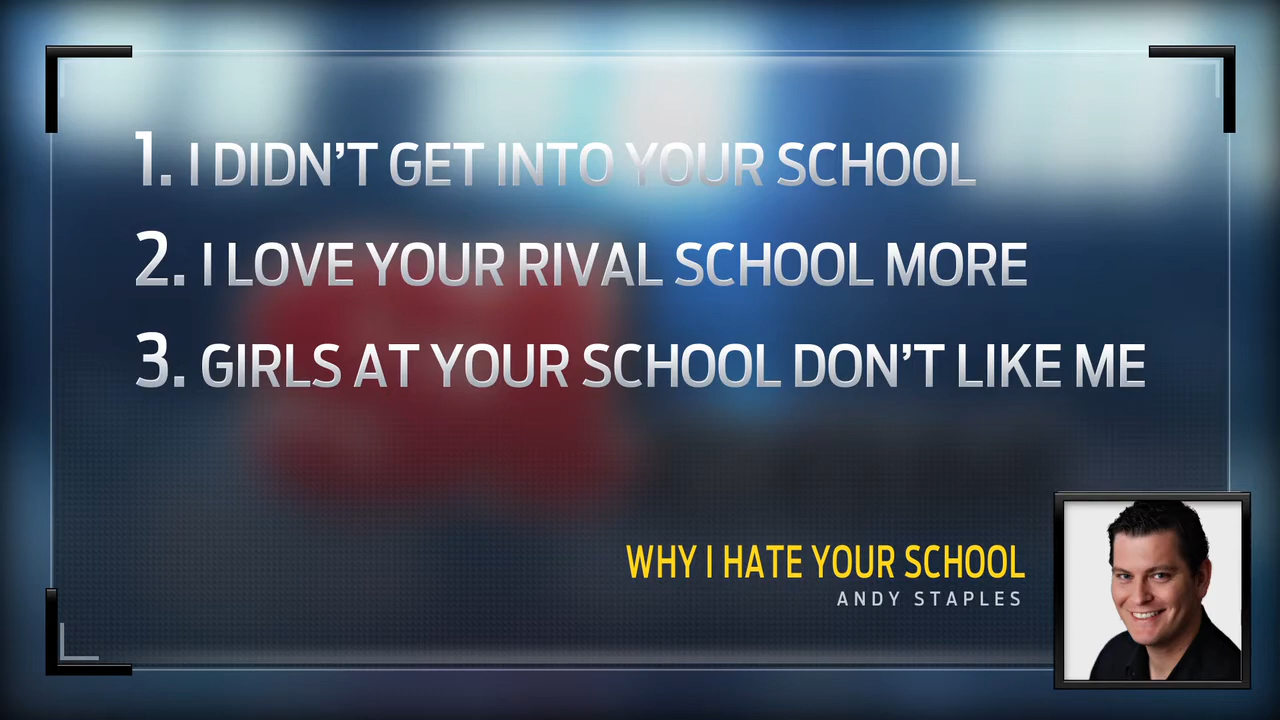 1. I DIDN'T GET INTO YOUR SCHOOL
2. I LOVE YOUR RIVAL SCHOOL MORE
3. GIRLS AT YOUR SCHOOL DON'T LIKE ME
WHY I HATE YOUR SCHOOL
ANDY STAPLES